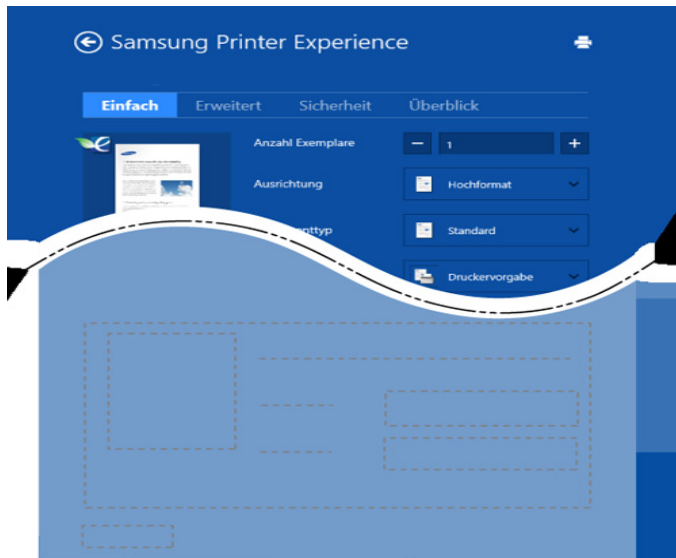 Samsung Printer Experience
Einfach Erweitert Sicherheit Überblick
Anzahl Exemplare 1
Ausrichtung Hochformat
Standard
Druckervorgabe